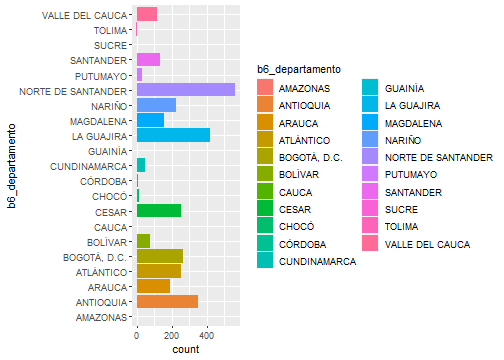 b6_departamento
VALLE DEL CAUCA
TOLIMA
SUCRE
SANTANDER
PUTUMAYO
NORTE DE SANTANDER
NARIÑO
MAGDALENA
LA GUAJIRA
GUAINÍA
CUNDINAMARCA
CÓRDOBA
CHOCÓ
CESAR
CAUCA
BOLÍVAR
BOGOTÁ, D.C.
ATLÁNTICO
ARAUCA
ANTIOQUIA
AMAZONAS
0 200 400
count
b6_departamento
AMAZONAS
ANTIOQUIA
ARAUCA
ATLÁNTICO
BOGOTÁ, D.C.
BOLÍVAR
CAUCA
CESAR
CHOCÓ
CÓRDOBA
CUNDINAMARCA
GUAINÍA
LA GUAJIRA
MAGDALENA
NARIÑO
NORTE DE SANTANDER
PUTUMAYO
SANTANDER
SUCRE
TOLIMA
VALLE DEL CAUCA